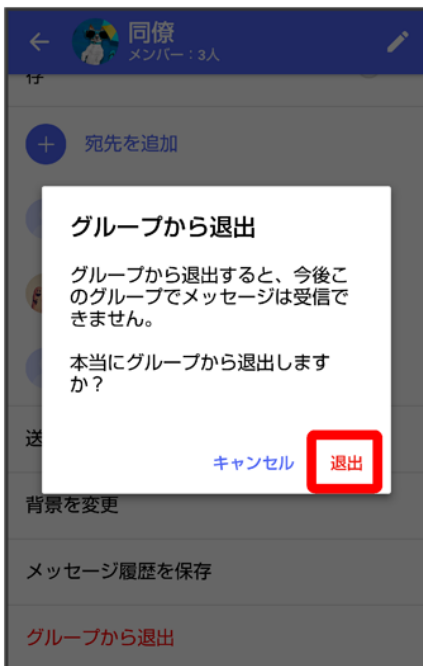 同僚
メンバー：3人
存
宛先を追加
グループから退出
グループから退出すると、今後こ
のグループでメッセージは受信で
きません。
本当にグループから退出します
か？
キャンセル 退出
送
背景を変更
メッセージ履歴を保存
グループから退出